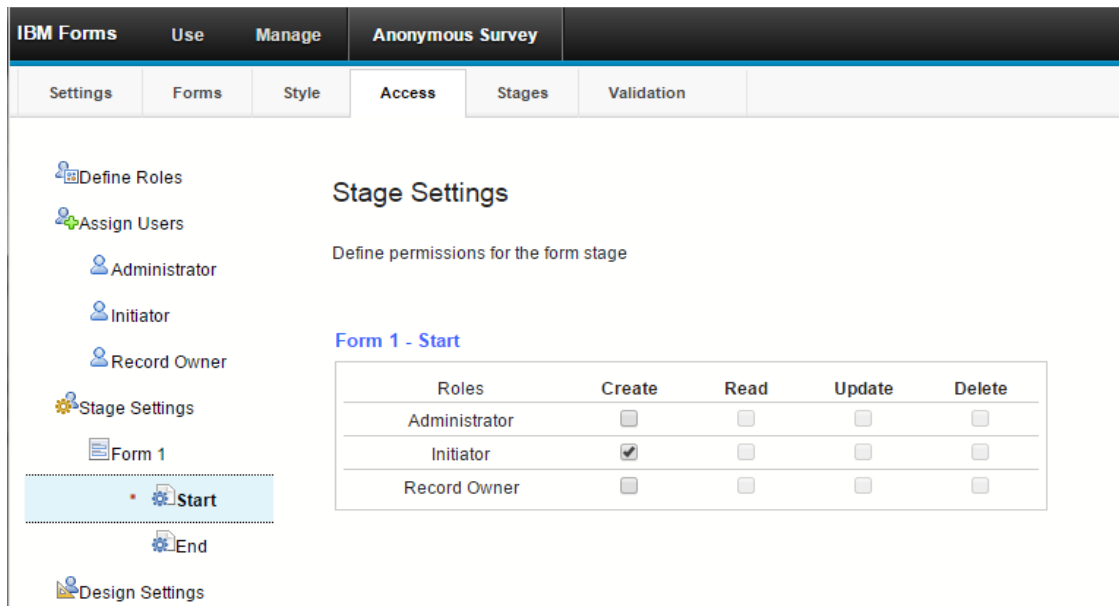 IBM Forms Use Manage Anonymous Survey
Settings Forms Style Access Stages Validation
Define Roles
Assign Users
Administrator
Initiator
Record Owner
Stage Settings
Form 1
* Start
End
Design Settings
Stage Settings
Define permissions for the form stage
Form 1 - Start
Roles Create Read Update Delete
Administrator
Initiator
Record Owner